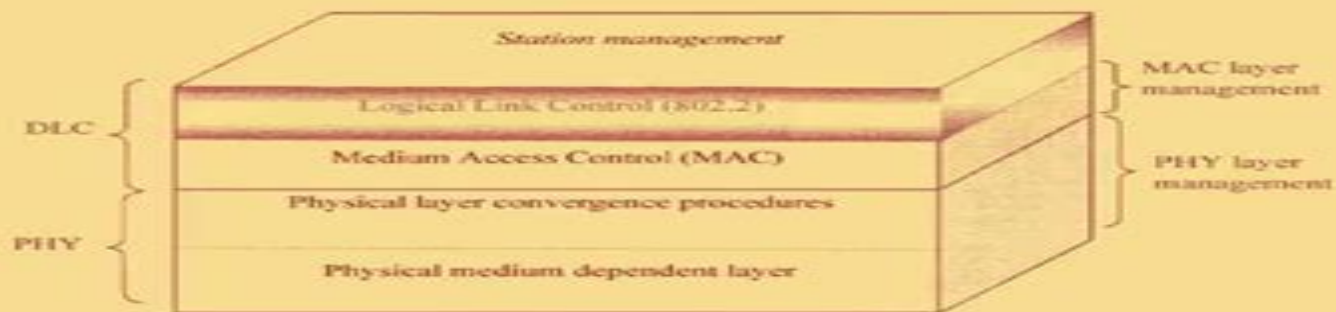 Station management
Logical Link Control (802.2)
MAC layer
management
DLC
Medium Access Control (MAC)
PHY layer
management
Physical layer convergence procedures
PHY
Physical medium dependent layer